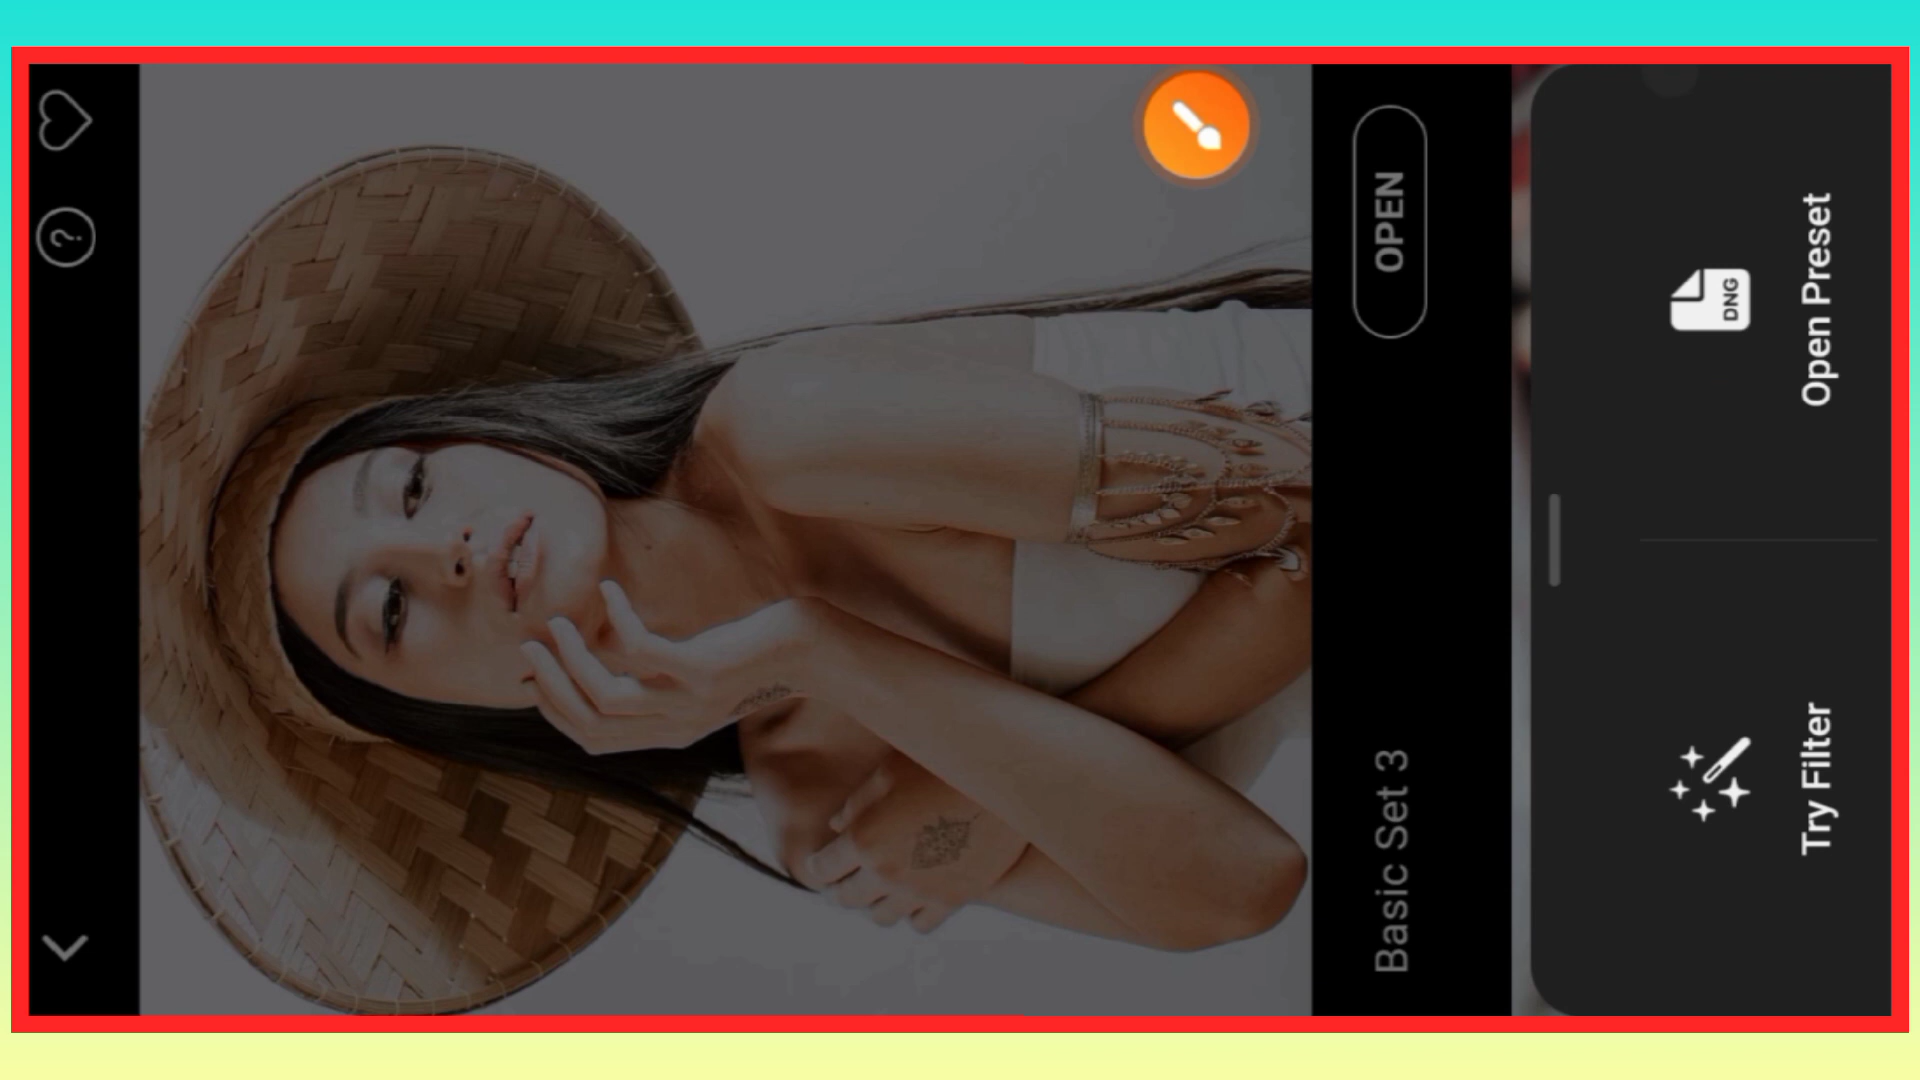 ?
Basic Set 3
OPEN
Try Filter
DNG
Open Preset